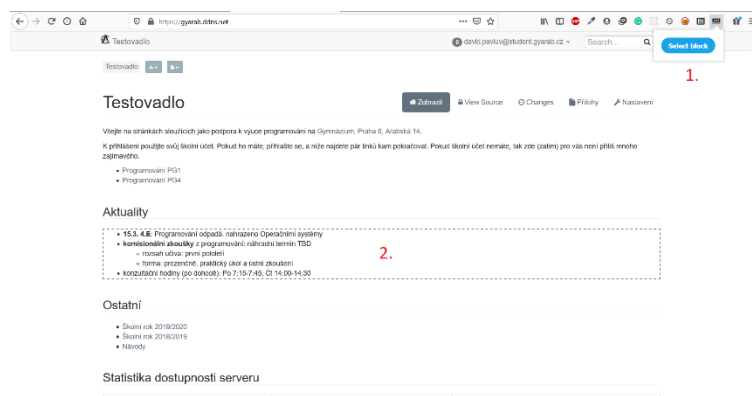 https://gyarab.ddns.net
Testovadlo
0 david.pavluv@student.gyarab.cz
Search...
Select block
1.
Testovadlo
Testovadlo
Zobrazit
View Source
Changes
Přílohy
Nastavení
Vítejte na stránkách sloužících jako podpora k výuce programování na Gymnázium, Praha 6, Arabská 14.
K přihlášení použijte svůj školní účet. Pokud ho máte, přihlašte se, a níže najdete pár linků kam pokračovat. Pokud školní účet nemáte, tak zde (zatím) pro vás není příliš mnoho
zajímavého.
Programování PG1
Programování PG4
Aktuality
15.3. 4.E: Programování odpadá, nahrazeno Operačními systémy
komisionální zkoušky z programování: náhradní termín TBD
rozsah učiva: první pololetí
forma: prezenčně, praktický úkol a ústní zkoušení
konzultační hodiny (po dohodě): Po 7:15-7:45, Čt 14:00-14:30
2.
Ostatní
Školní rok 2019/2020
Školní rok 2018/2019
Návody
Statistika dostupnosti serveru